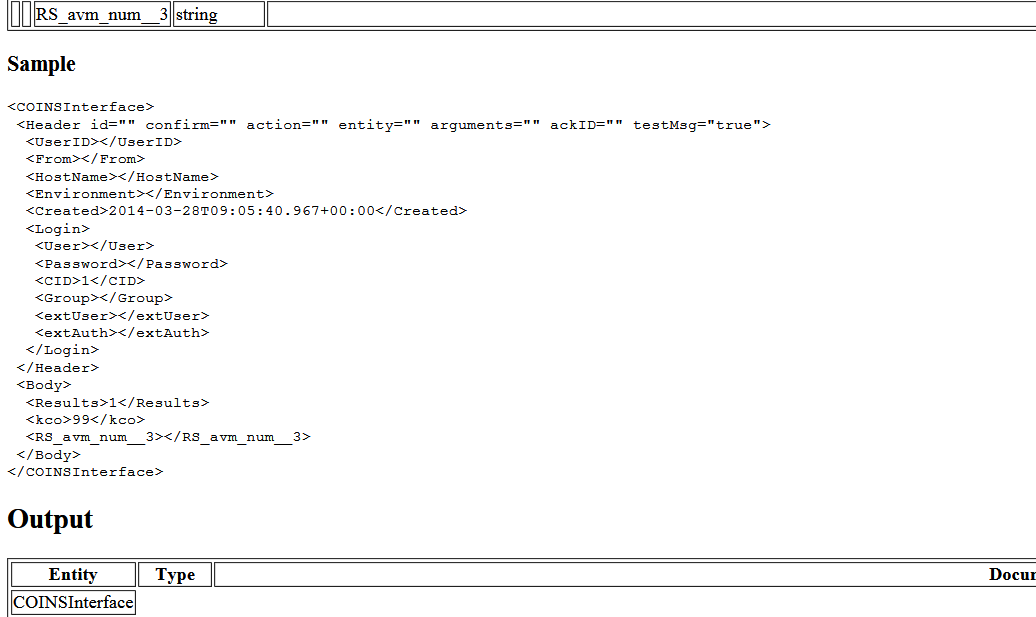 RS_avm_num__3 string
Sample
<COINSInterface>
<Header id="" confirm="" action="" entity="" arguments="" ackID="" testMsg="true">
<UserID></UserID>
<From></From>
<HostName></HostName>
<Environment></Environment>
<Created>2014-03-28T09:05:40.967+00:00</Created>
<Login>
<User></User>
<Password></Password>
<CID>1</CID>
<Group></Group>
<extUser></extUser>
<extAuth></extAuth>
</Login>
</Header>
<Body>
<Results>1</Results>
<kco>99</kco>
<RS_avm_num__3></RS_avm_num__3>
</Body>
</COINSInterface>
Output
Entity Type
COINSInterface